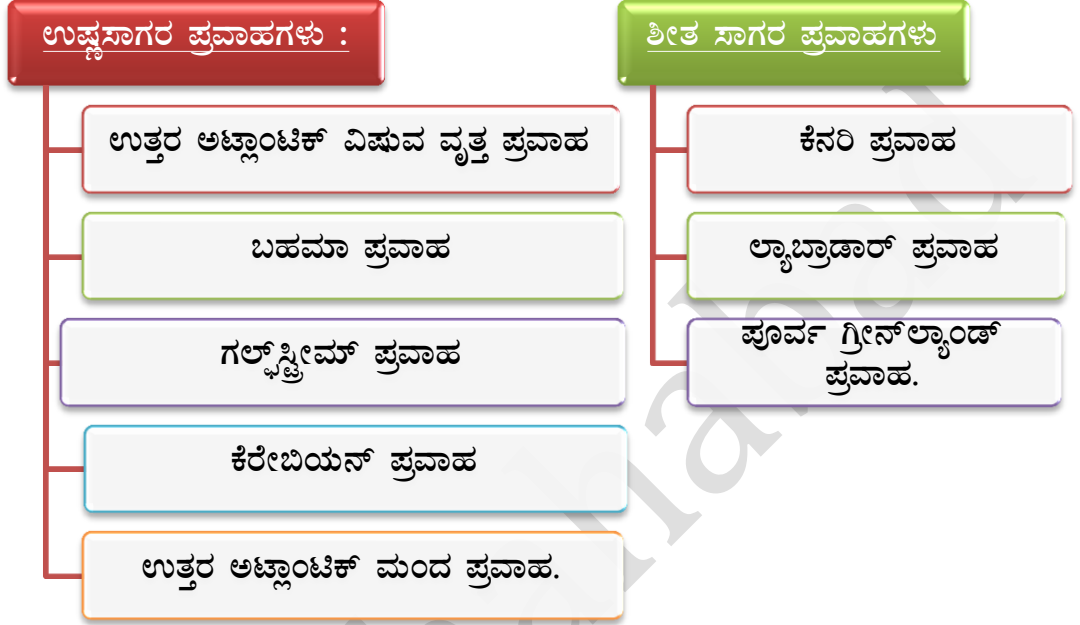 ಉಷ್ಣಸಾಗರ ಪ್ರವಾಹಗಳು :
ಉತ್ತರ ಅಟ್ಲಾಂಟಿಕ್ ವಿಷುವ ವೃತ್ತ ಪ್ರವಾಹ
ಬಹಮಾ ಪ್ರವಾಹ
ಗಲ್ಫ್‌ಸ್ಟ್ರೀಮ್ ಪ್ರವಾಹ
ಕೆರೇಬಿಯನ್ ಪ್ರವಾಹ
ಉತ್ತರ ಅಟ್ಲಾಂಟಿಕ್ ಮಂದ ಪ್ರವಾಹ.
ಶೀತ ಸಾಗರ ಪ್ರವಾಹಗಳು
ಕೆನರಿ ಪ್ರವಾಹ
ಲ್ಯಾಬ್ರಾಡಾರ್ ಪ್ರವಾಹ
ಪೂರ್ವ ಗ್ರೀನ್‌ಲ್ಯಾಂಡ್
ಪ್ರವಾಹ.